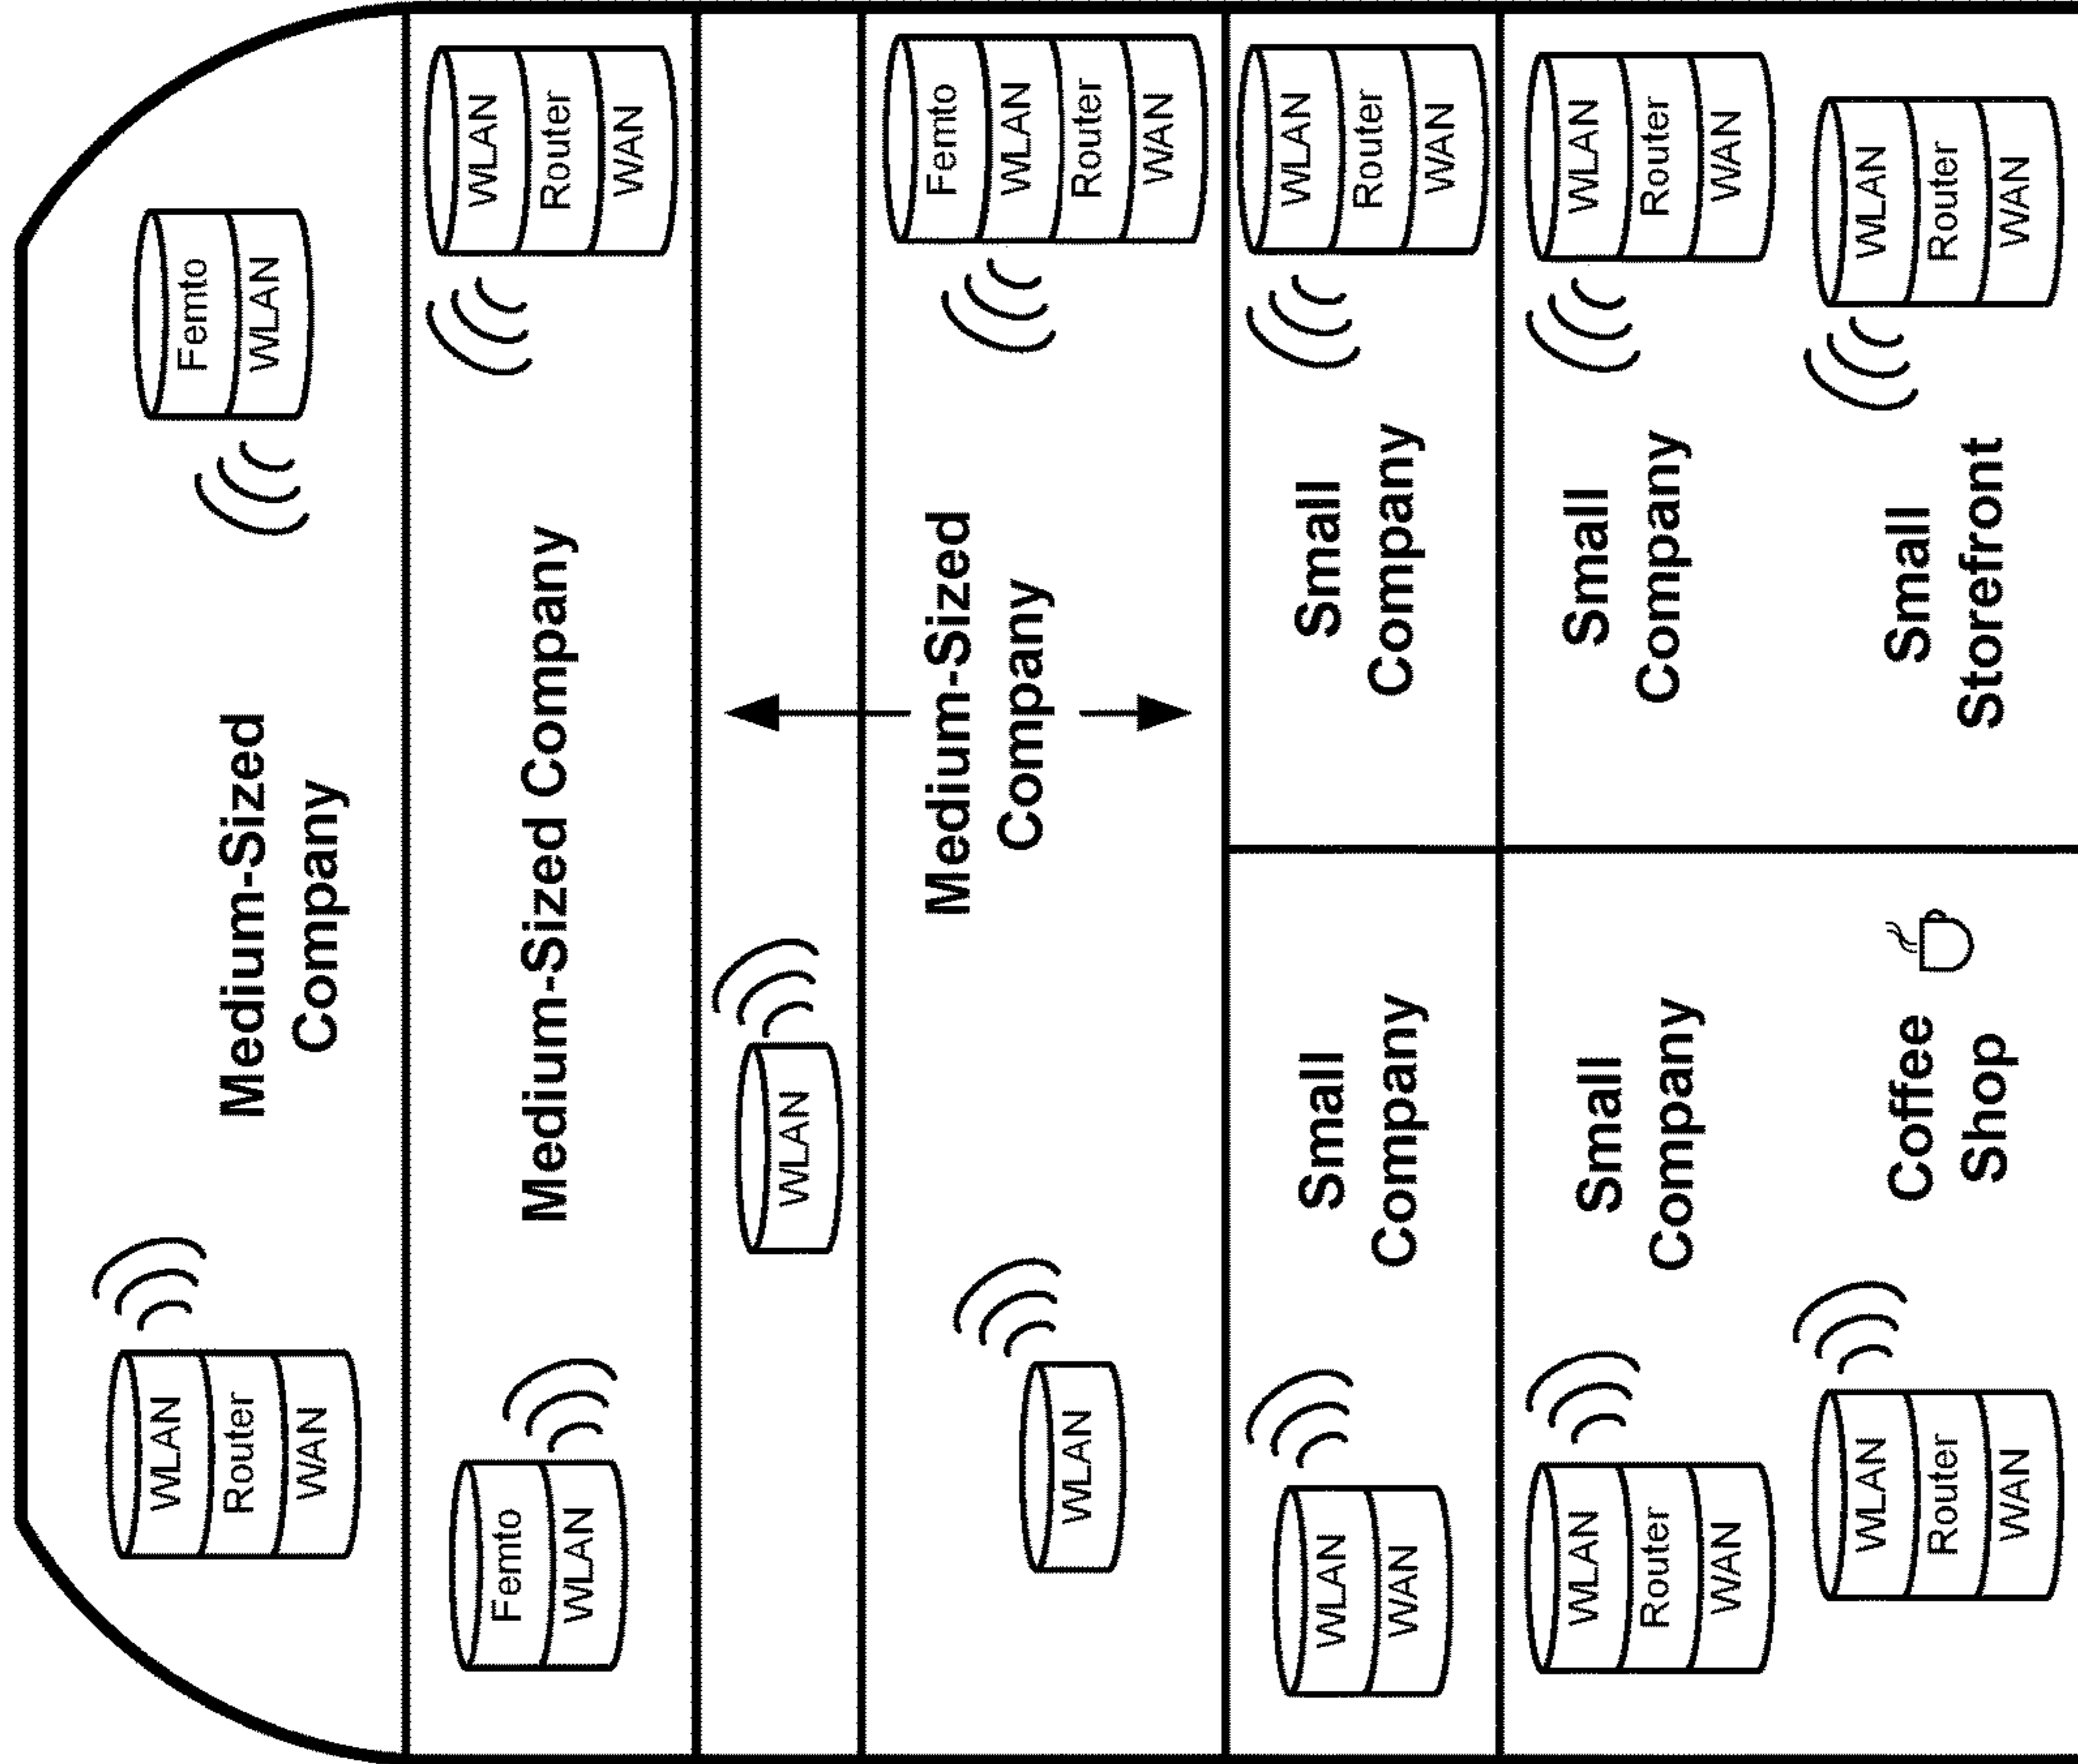 WLAN
Router
WAN
Medium-Sized
Company
Femto
WLAN
Femto
WLAN
Medium-Sized Company
WLAN
Router
WAN
WLAN
WLAN
Medium-Sized
Company
Femto
WLAN
Router
WAN
WLAN
WAN
Small
Company
Small
Company
WLAN
Router
WAN
WLAN
Router
WAN
Small
Company
Small
Company
WLAN
Router
WAN
WLAN
Router
WAN
Coffee
Shop
Small
Storefront
WLAN
Router
WAN